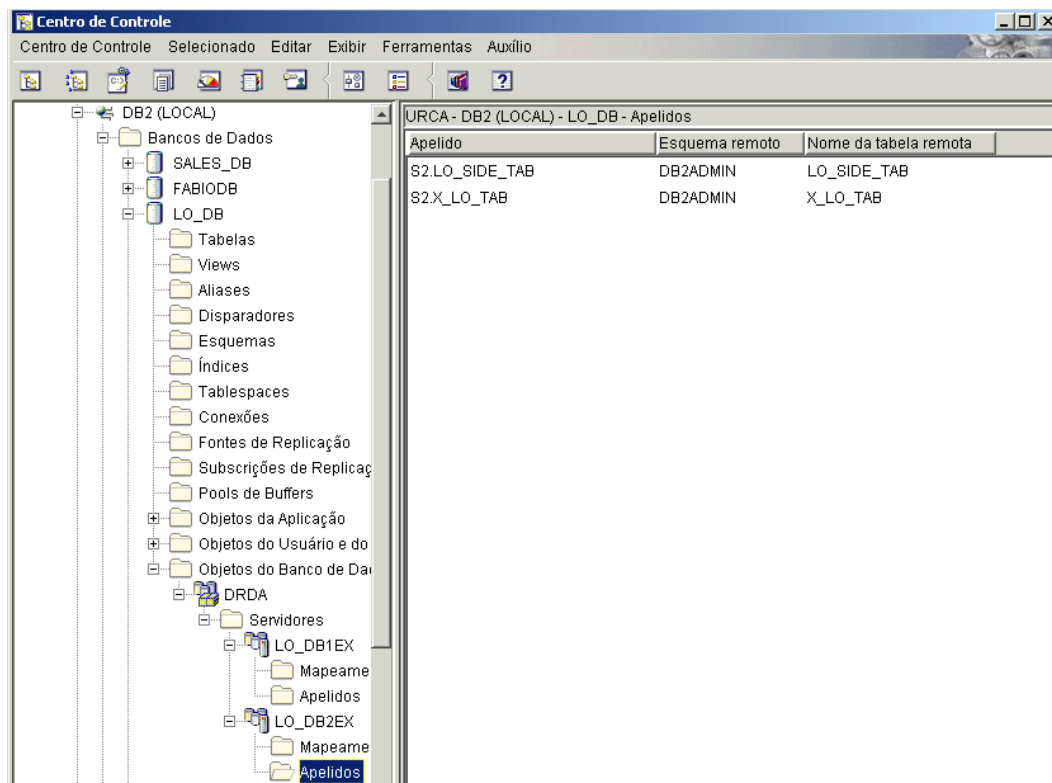 Centro de Controle
Centro de Controle Selecionado Editar Exibir Ferramentas Auxílio
DB2 (LOCAL)
Bancos de Dados
SALES_DB
FABIODB
LO_DB
Tabelas
Views
Aliases
Disparadores
Esquemas
Índices
Tablespaces
Conexões
Fontes de Replicação
Subscrições de Replicaç
Pools de Buffers
Objetos da Aplicação
Objetos do Usuário e do
Objetos do Banco de Da
DRDA
Servidores
LO_DB1EX
Mapeame
Apelidos
LO_DB2EX
Mapeame
Apelidos
URCA - DB2 (LOCAL) - LO_DB - Apelidos
Apelido Esquema remoto Nome da tabela remota
S2.LO_SIDE_TAB DB2ADMIN LO_SIDE_TAB
S2.X_LO_TAB DB2ADMIN X_LO_TAB